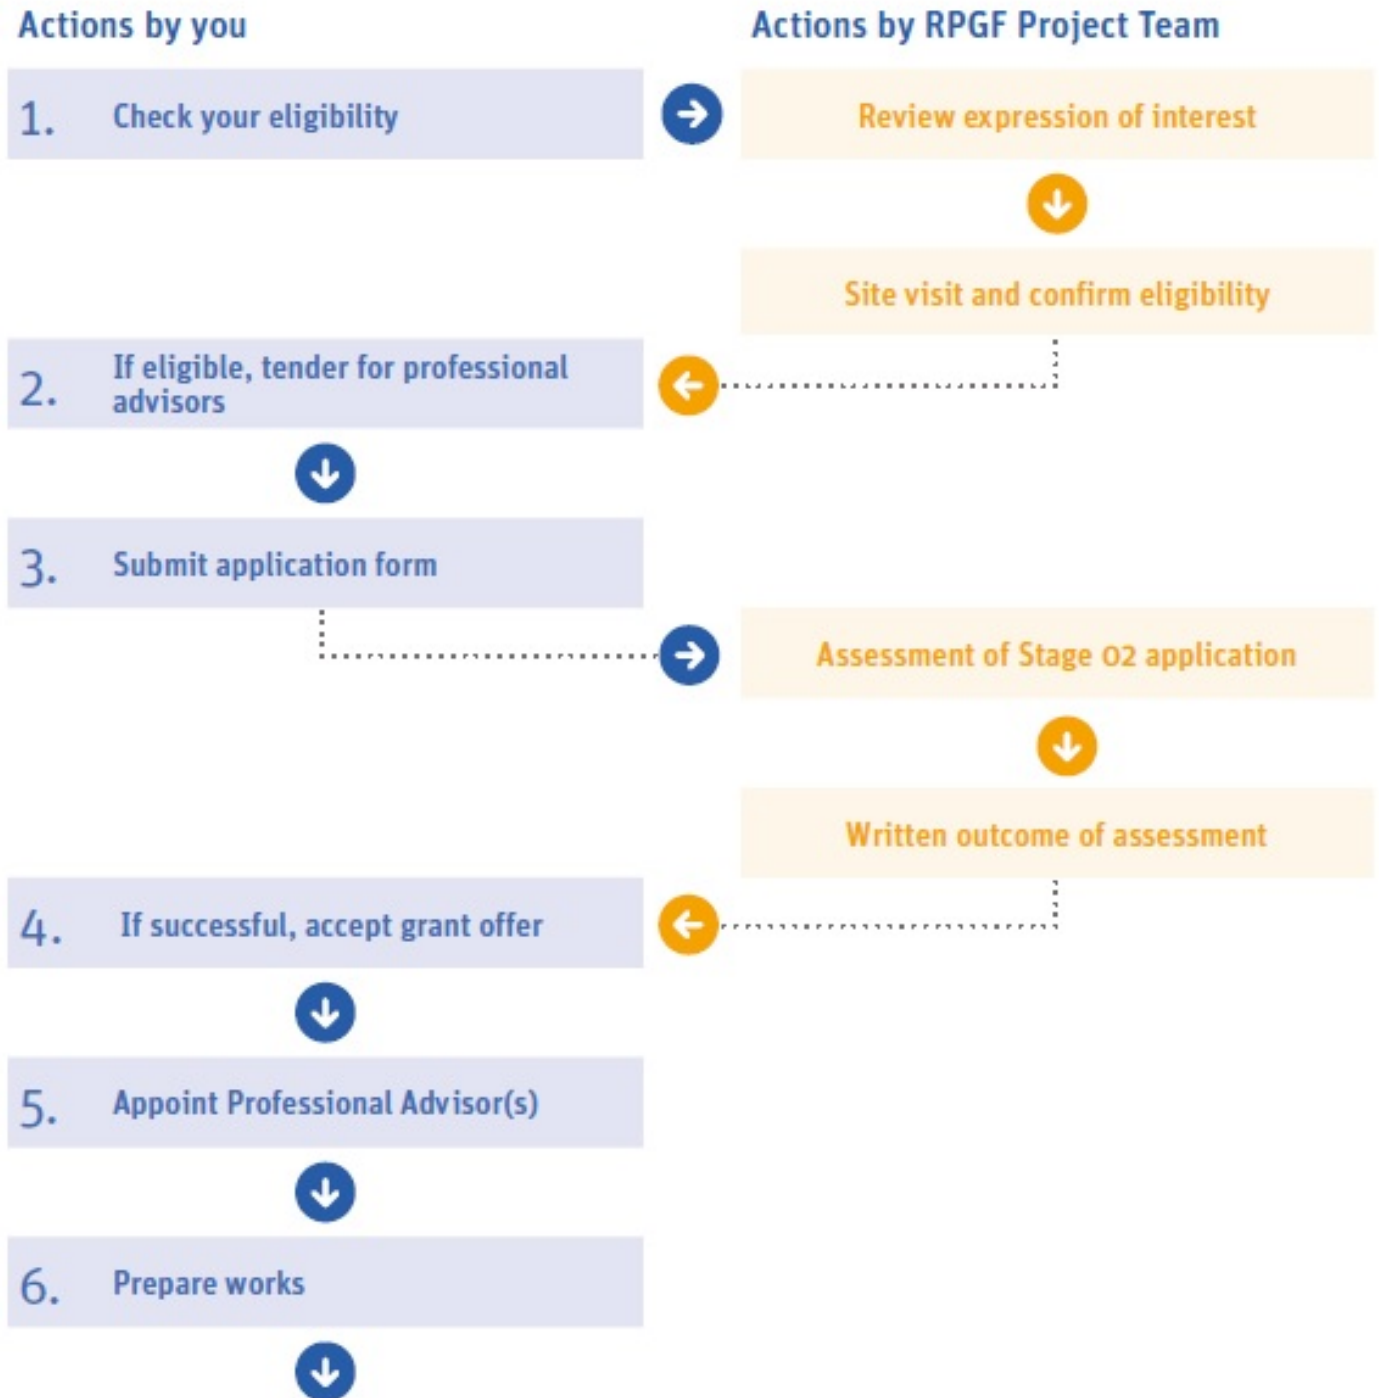 Actions by you
Actions by RPGF Project Team
1. Check your eligibility
Review expression of interest
Site visit and confirm eligibility
2. If eligible, tender for professional
advisors
3. Submit application form
Assessment of Stage 02 application
Written outcome of assessment
4. If successful, accept grant offer
5. Appoint Professional Advisor(s)
6. Prepare works